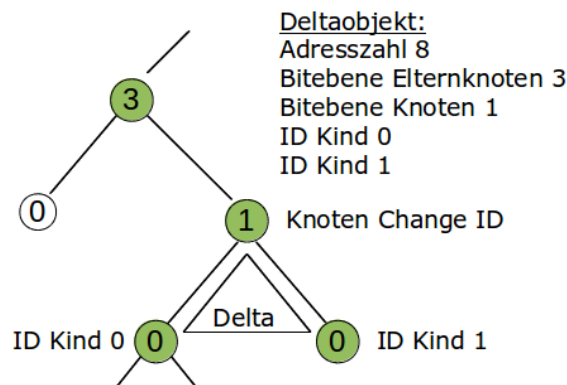 Deltaobjekt:
Adresszahl 8
Bitebene Elternknoten 3
Bitebene Knoten 1
ID Kind 0
ID Kind 1
3
0
1 Knoten Change ID
Delta
ID Kind 0 0 0 ID Kind 1